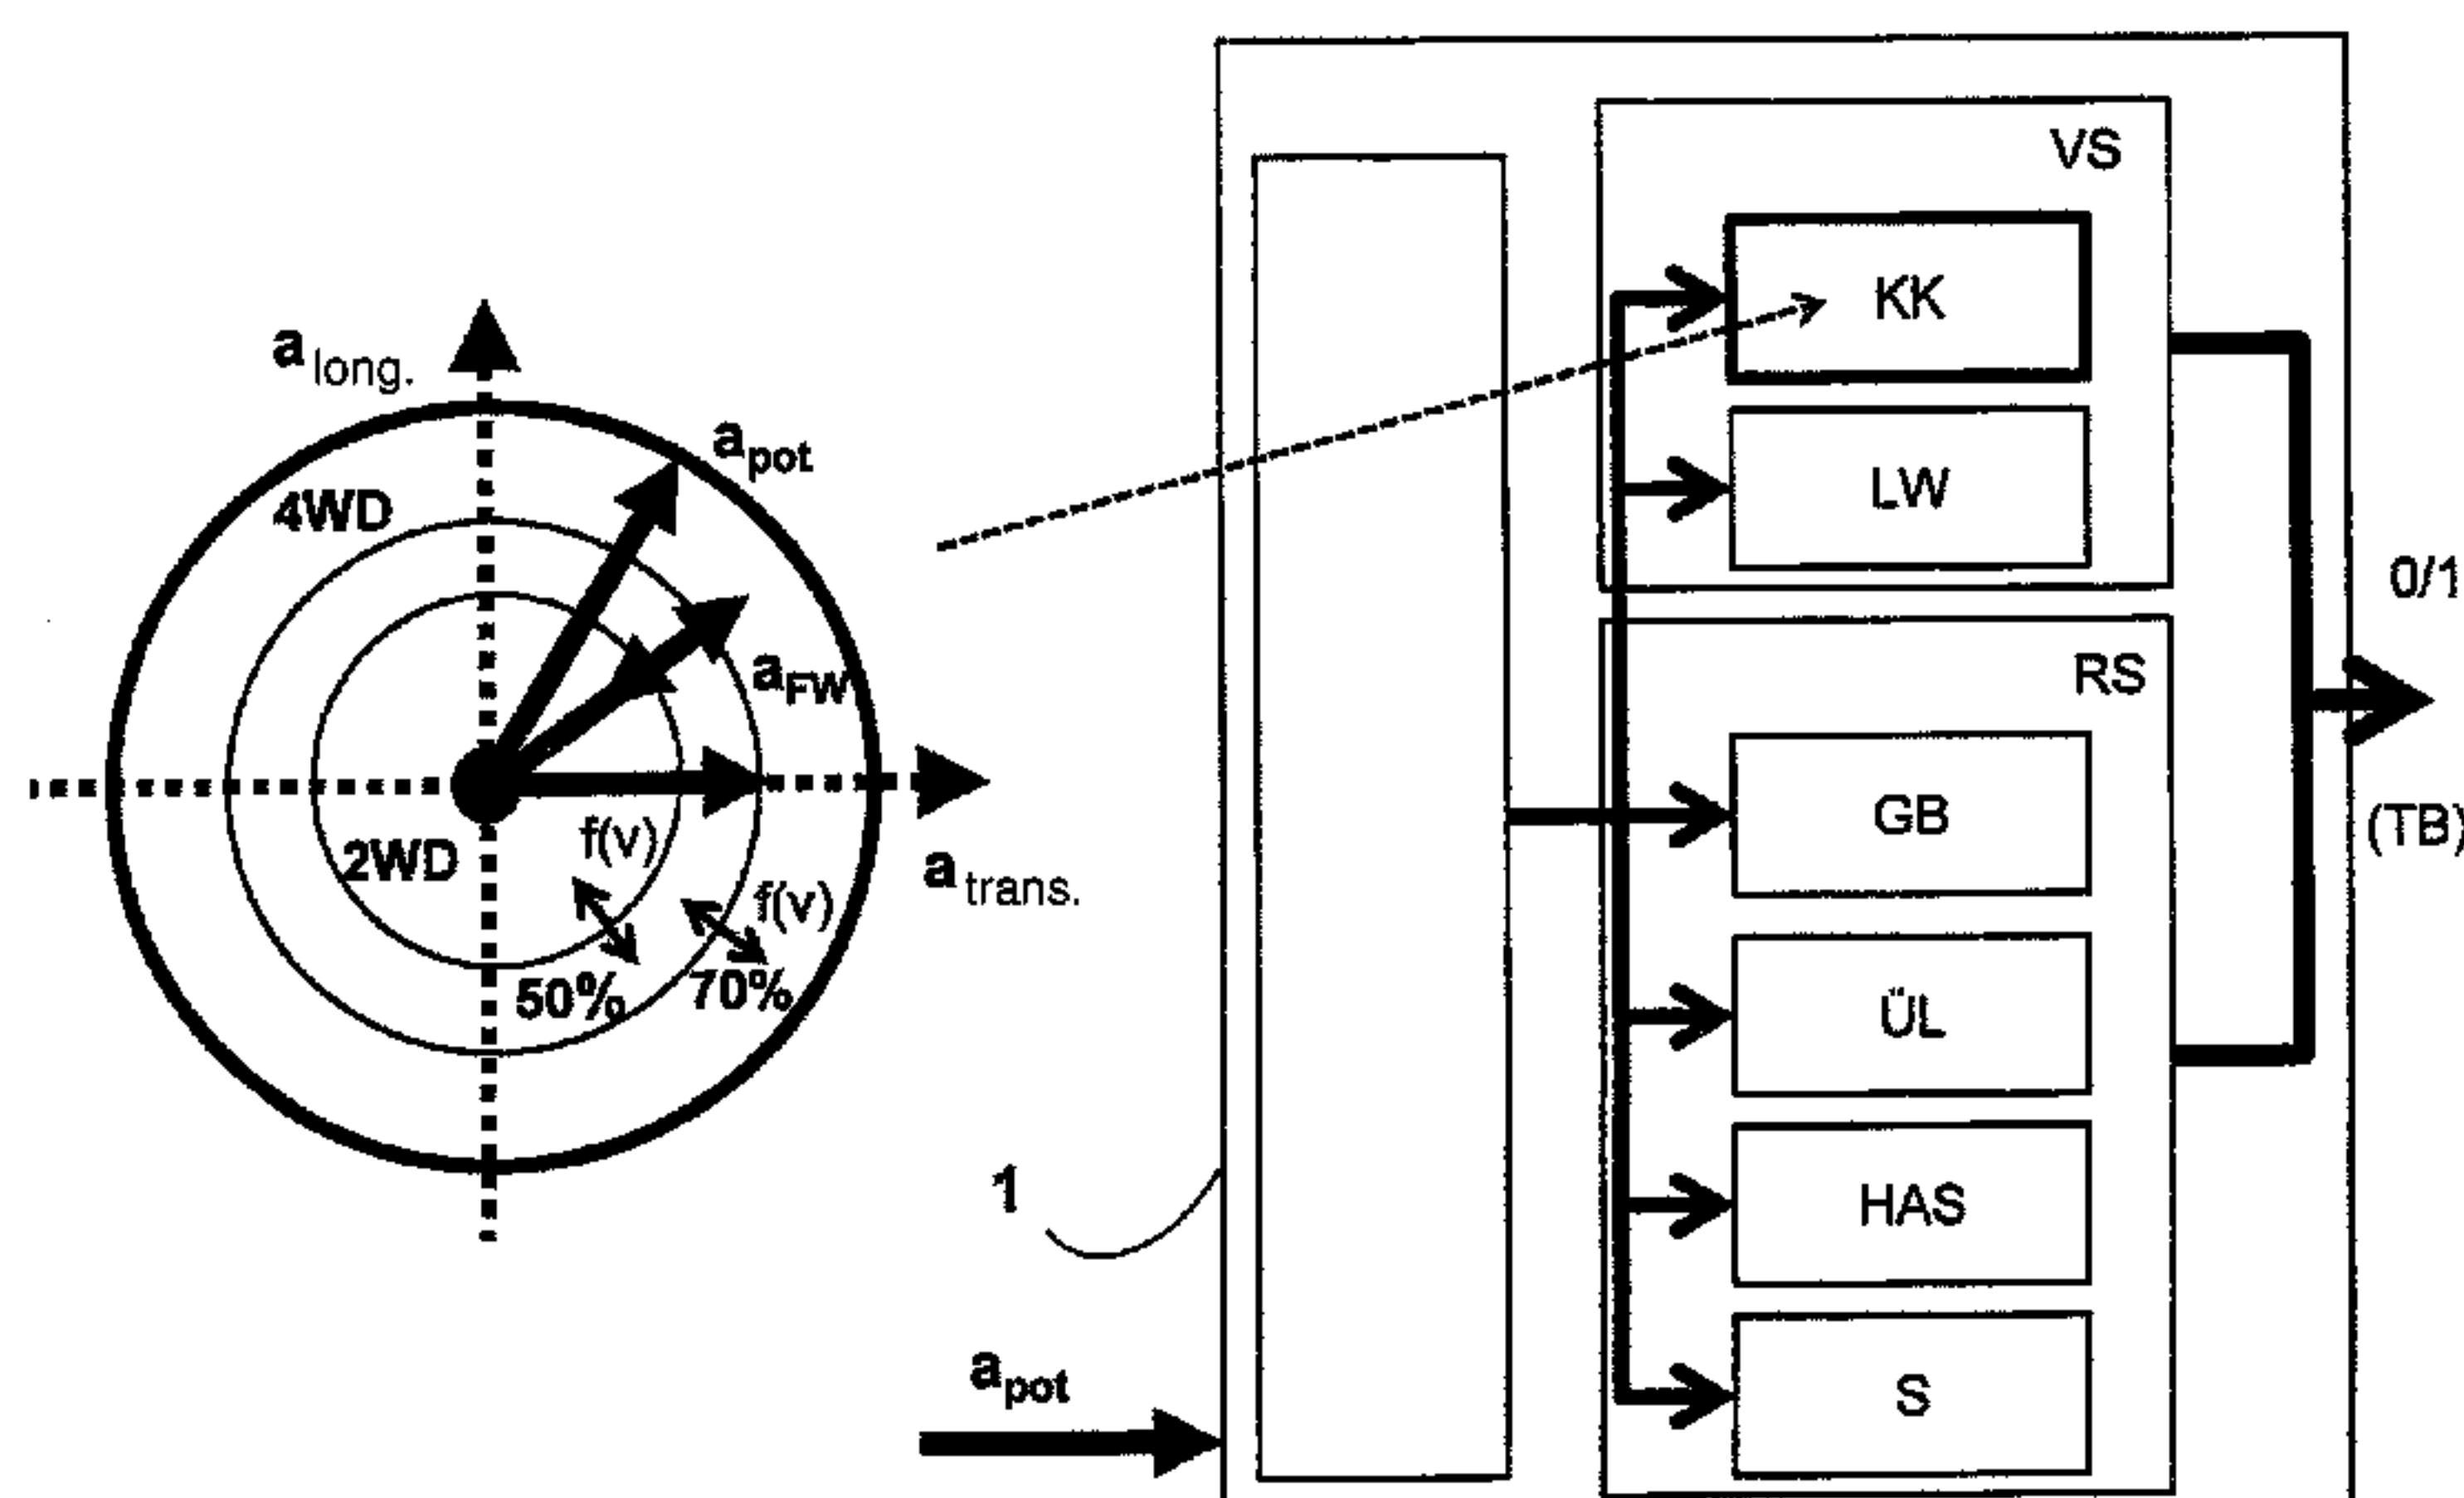 a long.
a pot
4WD
a FW
2WD
f(v)
f(v)
50%
70%
a trans.
1
a pot
VS
KK
LW
RS
GB
ÜL
HAS
S
0/1
(TB)